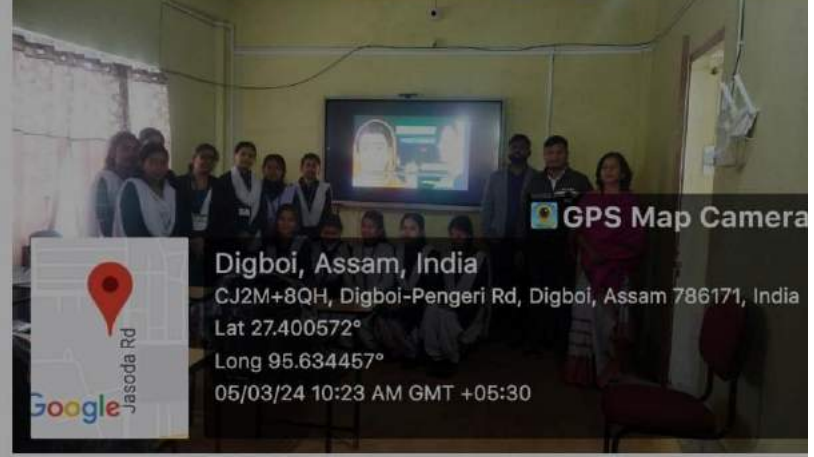 GPS Map Camera
Digboi, Assam, India
CJ2M+8QH, Digboi-Pengeri Rd, Digboi, Assam 786171, India
Lat 27.400572°
Long 95.634457°
05/03/24 10:23 AM GMT +05:30
Jasoda Rd
Google